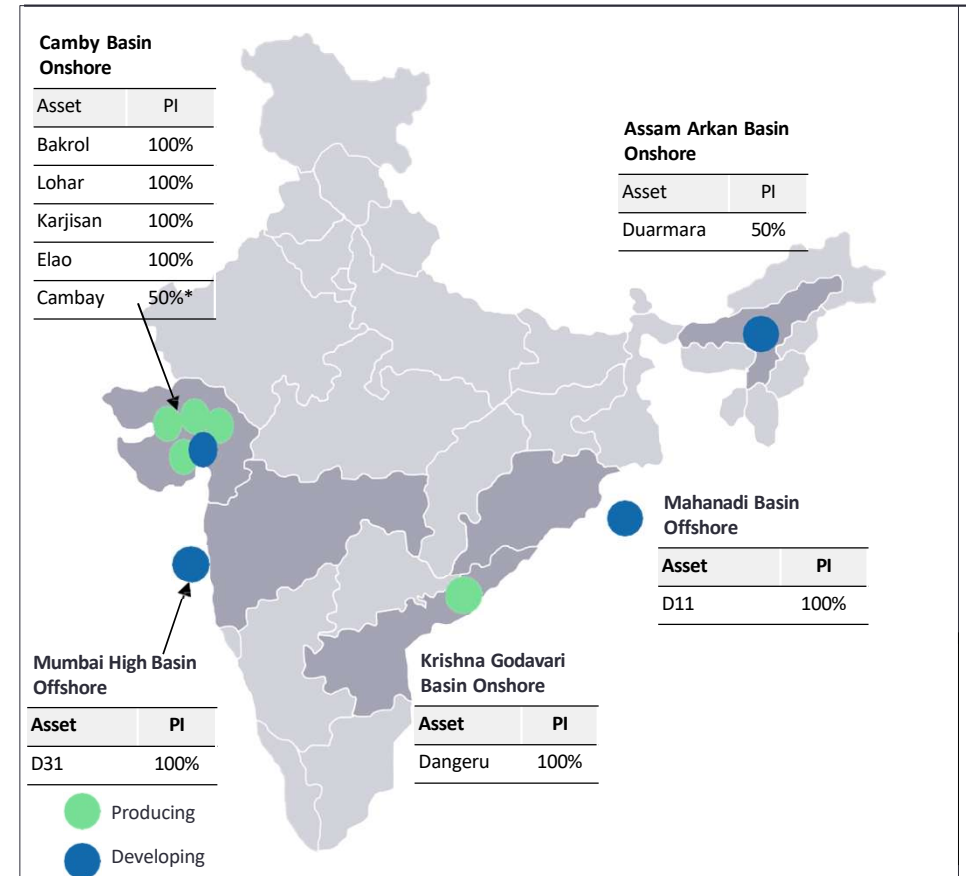 Camby Basin
Onshore
Asset PI
Bakrol 100%
Lohar 100%
Karjisan 100%
Elao 100%
Cambay 50%*
Assam Arkan Basin
Onshore
Asset PI
Duarmara 50%
Mahanadi Basin
Offshore
Asset PI
D11 100%
Mumbai High Basin
Offshore
Asset PI
D31 100%
Krishna Godavari
Basin Onshore
Asset PI
Dangeru 100%
Producing
Developing